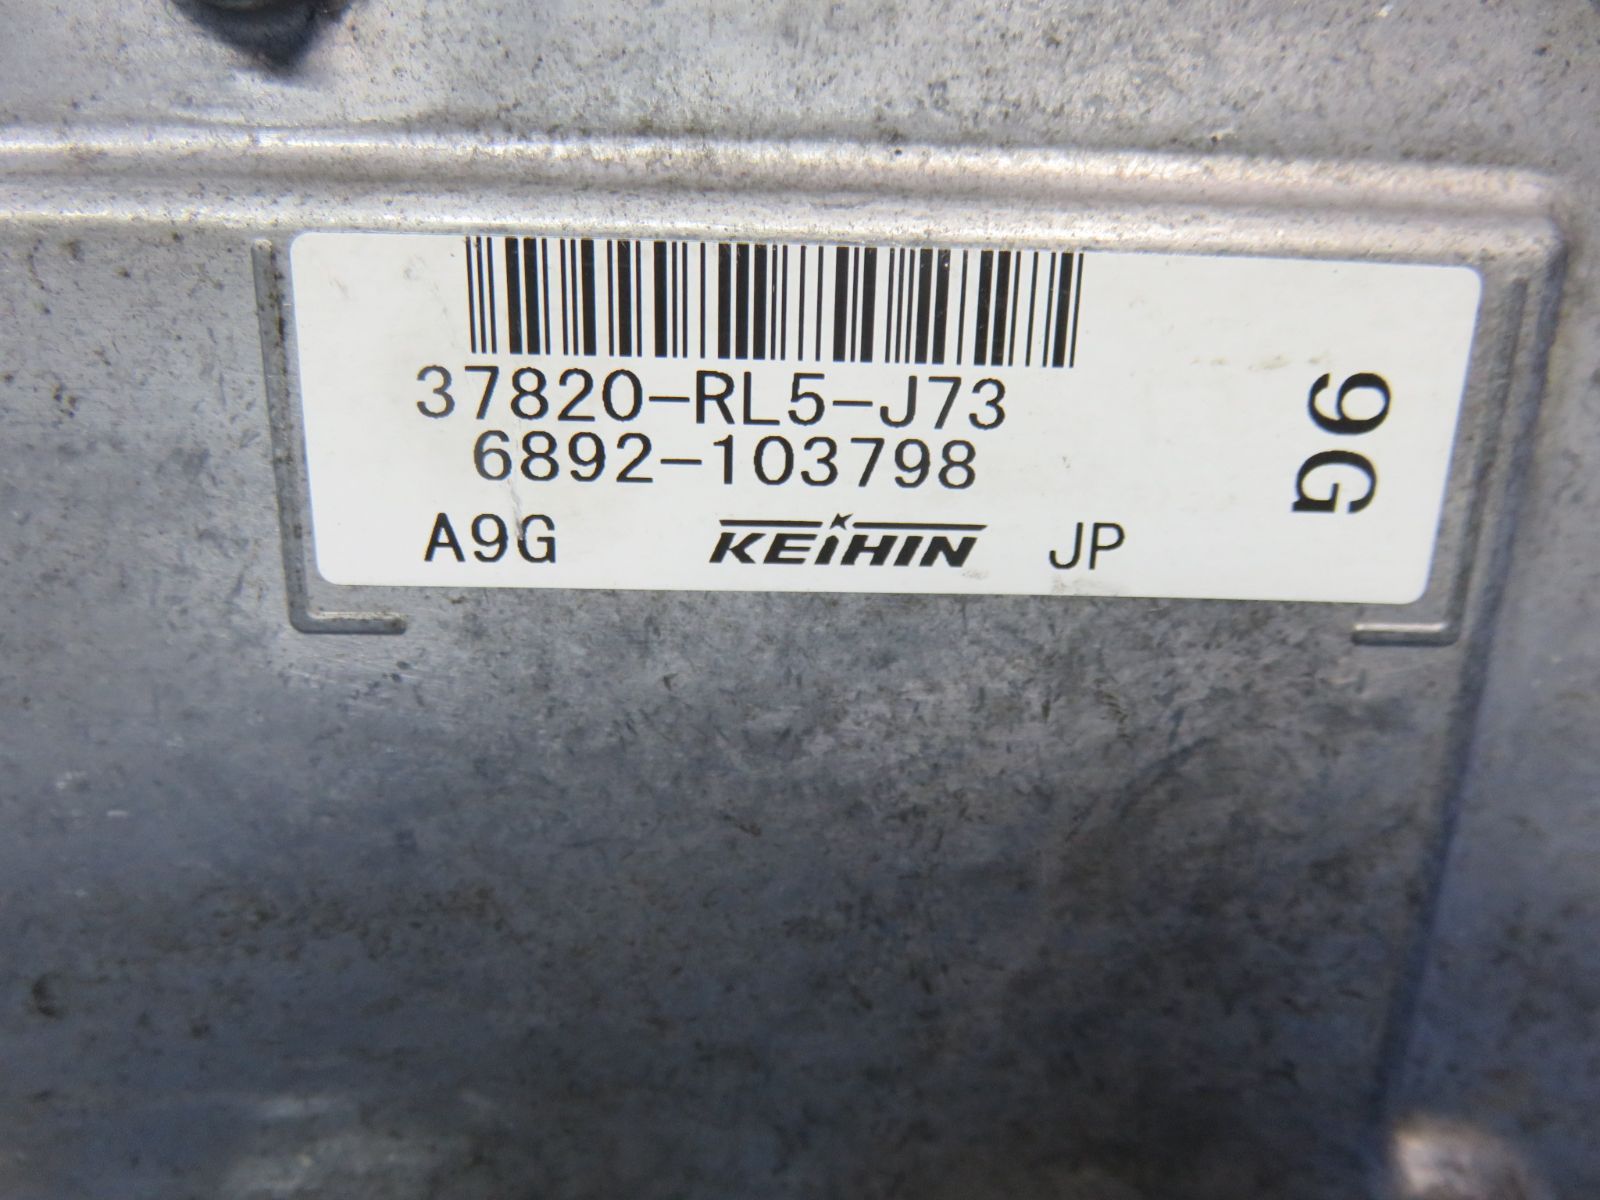 37820-RL5-J73
6892-103798
A9G KEIHIN JP
9G